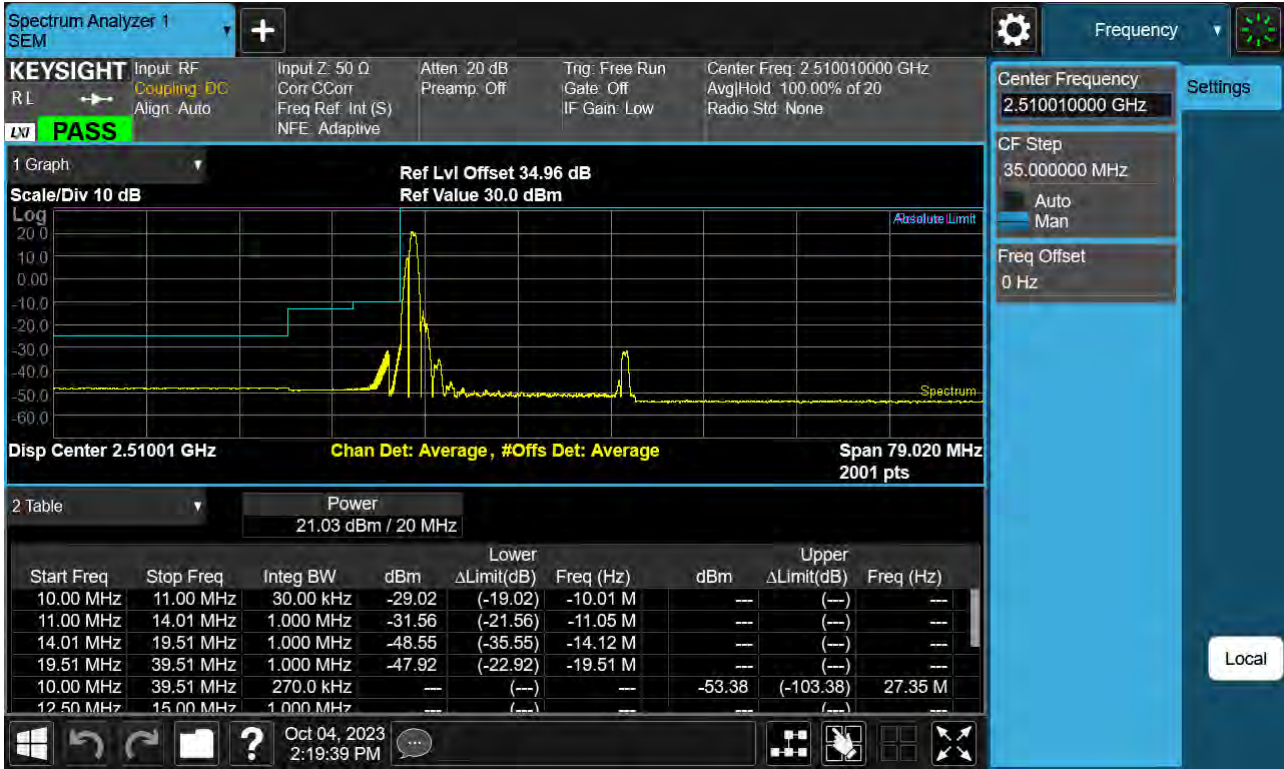 Spectrum Analyzer 1
SEM
Frequency
KEYSIGHT
RL
LXI
PASS
Input: RF
Coupling: DC
Align: Auto
Input Z: 50 Ω
Corr CCorr
Freq Ref: Int (S)
NFE: Adaptive
Atten: 20 dB
Preamp: Off
Trig: Free Run
Gate: Off
IF Gain: Low
Center Freq: 2.510010000 GHz
Avg|Hold: 100.00% of 20
Radio Std: None
Center Frequency
2.510010000 GHz
Settings
CF Step
35.000000 MHz
Auto
Man
Freq Offset
0 Hz
1 Graph
Scale/Div 10 dB
Ref Lvl Offset 34.96 dB
Ref Value 30.0 dBm
Log
20.0
10.0
0.00
-10.0
-20.0
-30.0
-40.0
-50.0
-60.0
Absolute Limit
Spectrum
Disp Center 2.51001 GHz
Chan Det: Average, #Offs Det: Average
Span 79.020 MHz
2001 pts
2 Table
Power
21.03 dBm / 20 MHz
Lower Upper
Start Freq Stop Freq Integ BW dBm ΔLimit(dB) Freq (Hz) dBm ΔLimit(dB) Freq (Hz)
10.00 MHz 11.00 MHz 30.00 kHz -29.02 (-19.02) -10.01 M --- (---) ---
11.00 MHz 14.01 MHz 1.000 MHz -31.56 (-21.56) -11.05 M --- (---) ---
14.01 MHz 19.51 MHz 1.000 MHz -48.55 (-35.55) -14.12 M --- (---) ---
19.51 MHz 39.51 MHz 1.000 MHz -47.92 (-22.92) -19.51 M --- (---) ---
10.00 MHz 39.51 MHz 270.0 kHz --- (---) --- -53.38 (-103.38) 27.35 M
12.50 MHz 15.00 MHz 1.000 MHz --- (---) --- --- (---) ---
Local
?
Oct 04, 2023
2:19:39 PM